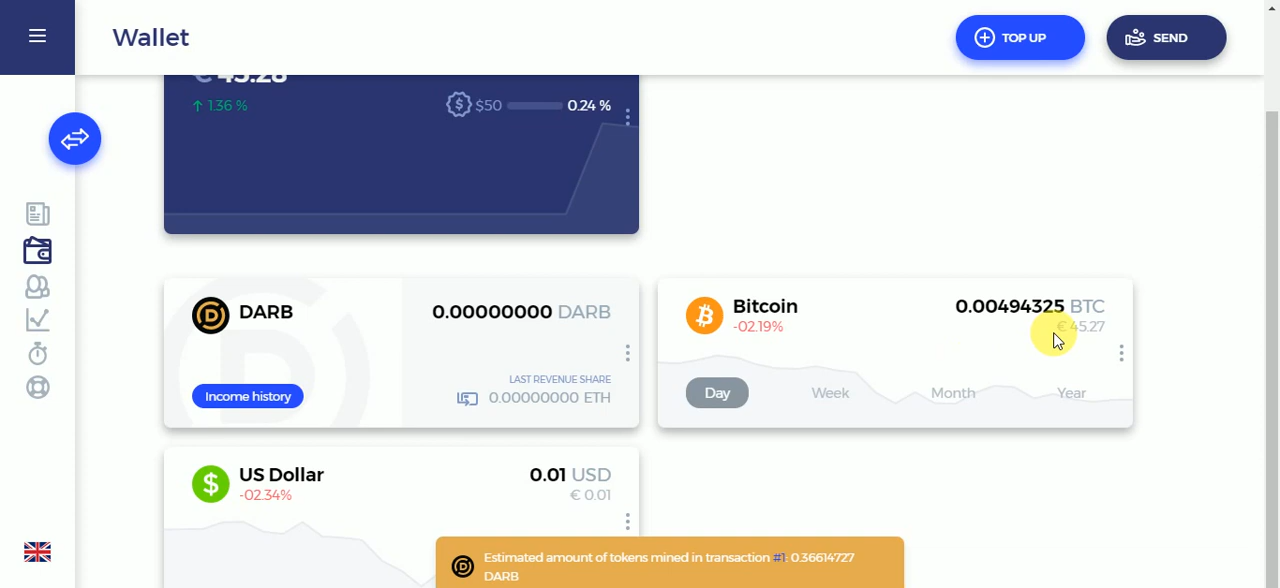 Wallet
TOP UP
SEND
€ 45.28
1.36 %
$50
0.24 %
DARB
0.00000000 DARB
LAST REVENUE SHARE
Income history
0.00000000 ETH
Bitcoin
0.00494325 BTC
-02.19%
€ 45.27
Day
Week
Month
Year
US Dollar
0.01 USD
-02.34%
€ 0.01
Estimated amount of tokens mined in transaction #1: 0.36614727
DARB